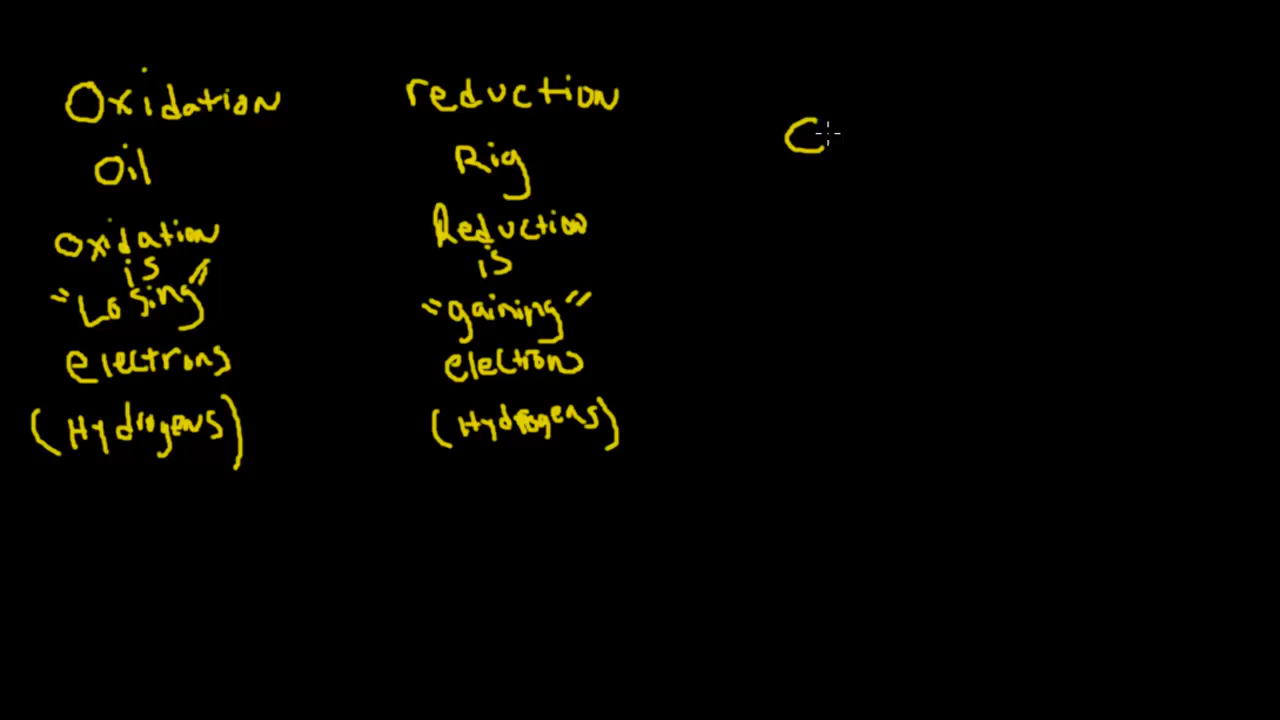 Oxidation
Oil
Oxidation
is
"Losing"
electrons
(Hydrogens)
reduction
Rig
Reduction
is
"gaining"
electrons
(Hydrogens)
C